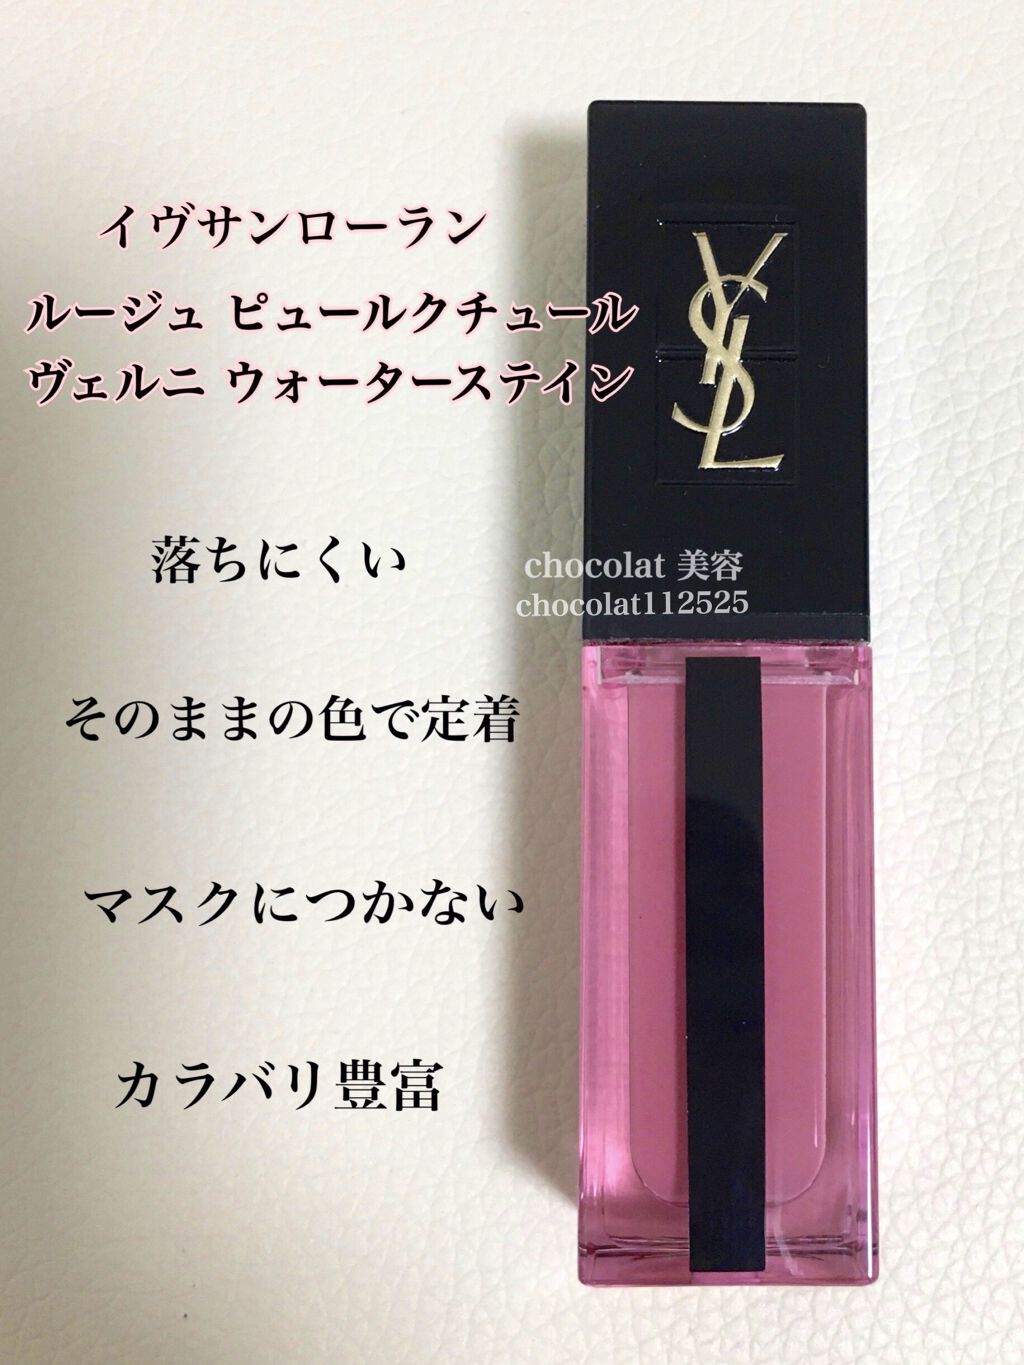 イヴサンローラン
ルージュ ピュールクチュール
ヴェルニ ウォーターステイン
YSL
落ちにくい
chocolat 美容
chocolat112525
そのままの色で定着
マスクにつかない
カラバリ豊富